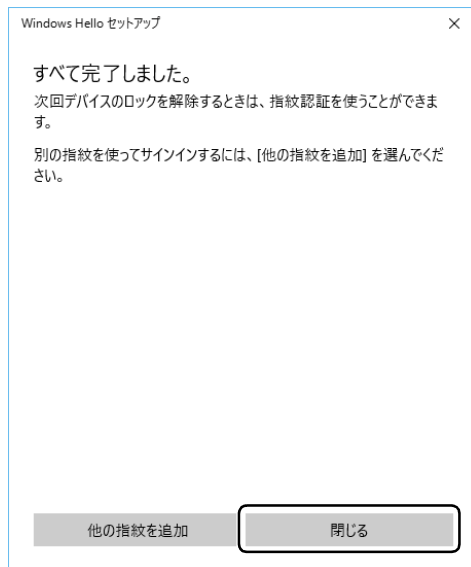 Windows Hello セットアップ
すべて完了しました。
次回デバイスのロックを解除するときは、指紋認証を使うことができま
す。
別の指紋を使ってサインインするには、[他の指紋を追加] を選んでくだ
さい。
他の指紋を追加
閉じる